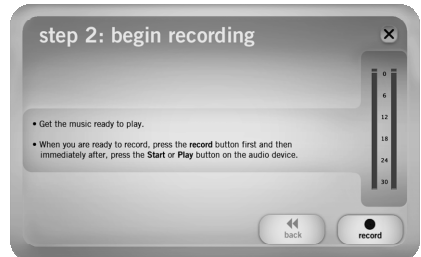 step 2: begin recording
0
6
12
18
24
30
• Get the music ready to play.
• When you are ready to record, press the record button first and then
immediately after, press the Start or Play button on the audio device.
back
record